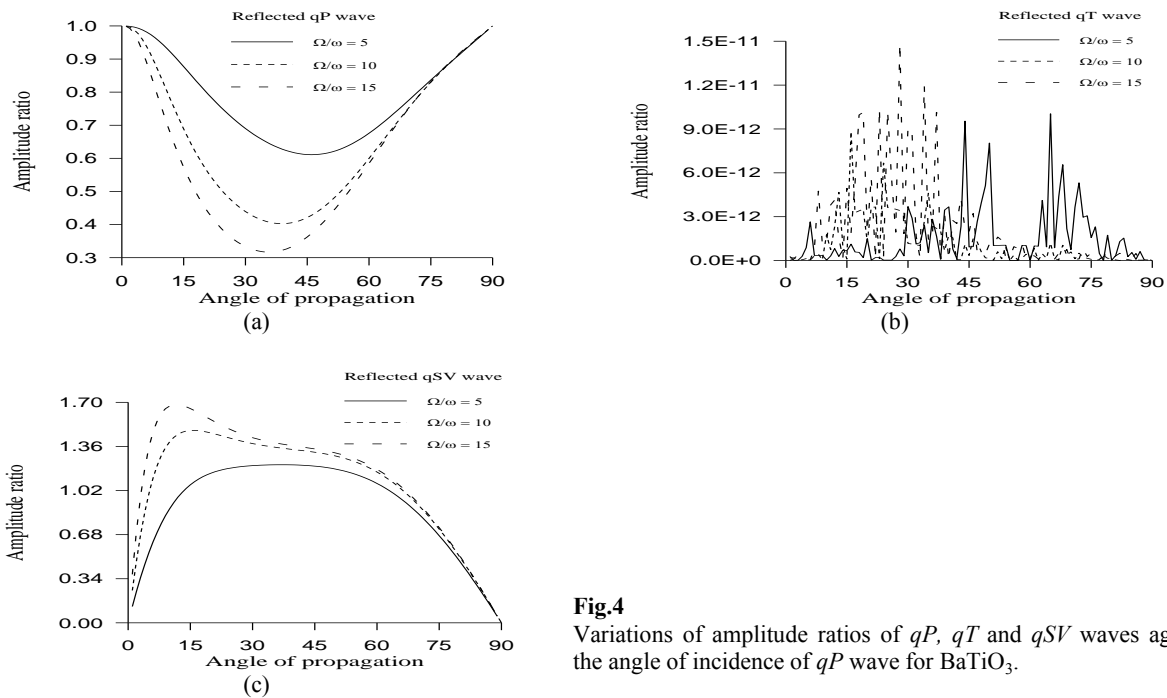 Reflected qP wave
Ω/ω = 5
Ω/ω = 10
Ω/ω = 15
Amplitude ratio
1.0
0.9
0.8
0.7
0.6
0.5
0.4
0.3
0 15 30 45 60 75 90
Angle of propagation
(a)
Reflected qT wave
Ω/ω = 5
Ω/ω = 10
Ω/ω = 15
Amplitude ratio
1.5E-11
1.2E-11
9.0E-12
6.0E-12
3.0E-12
0.0E+0
0 15 30 45 60 75 90
Angle of propagation
(b)
Reflected qSV wave
Ω/ω = 5
Ω/ω = 10
Ω/ω = 15
Amplitude ratio
1.70
1.36
1.02
0.68
0.34
0.00
0 15 30 45 60 75 90
Angle of propagation
(c)
Fig.4
Variations of amplitude ratios of qP, qT and qSV waves ag
the angle of incidence of qP wave for BaTiO₃.